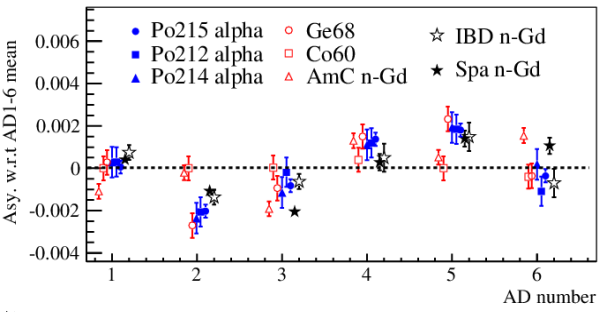 Asy. w.r.t AD1-6 mean
0.006
0.004
0.002
0
-0.002
-0.004
Po215 alpha
Po212 alpha
Po214 alpha
Ge68
Co60
AmC n-Gd
IBD n-Gd
Spa n-Gd
1 2 3 4 5 6
AD number